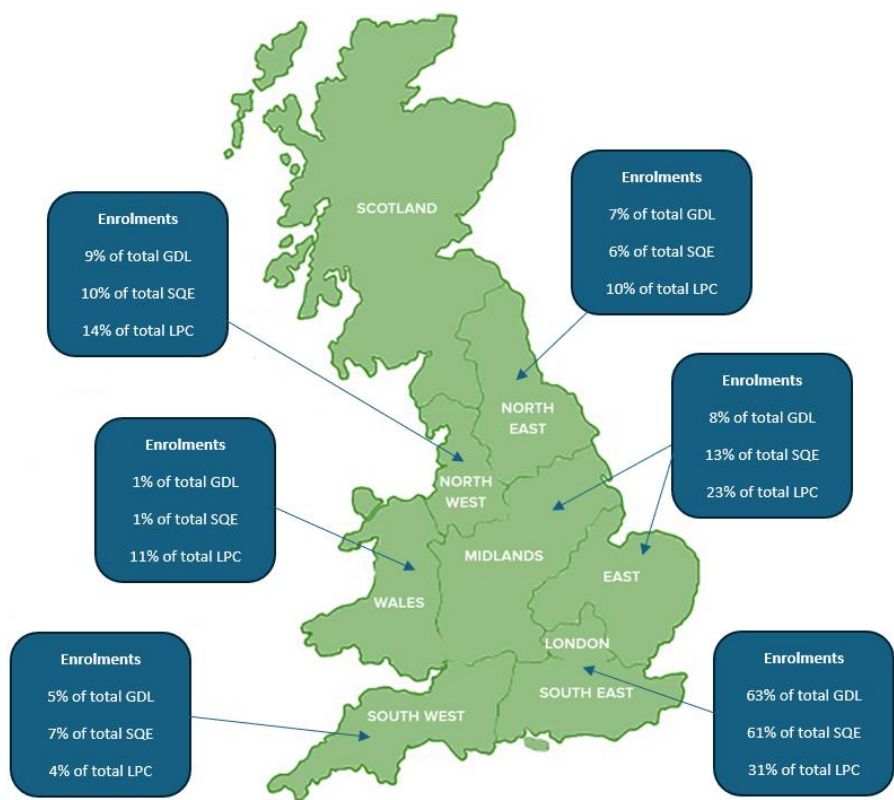 SCOTLAND
Enrolments
7% of total GDL
6% of total SQE
10% of total LPC
Enrolments
9% of total GDL
10% of total SQE
14% of total LPC
NORTH
EAST
Enrolments
8% of total GDL
13% of total SQE
23% of total LPC
NORTH
WEST
Enrolments
1% of total GDL
1% of total SQE
11% of total LPC
MIDLANDS
EAST
WALES
LONDON
Enrolments
5% of total GDL
7% of total SQE
4% of total LPC
SOUTH WEST
SOUTH EAST
Enrolments
63% of total GDL
61% of total SQE
31% of total LPC